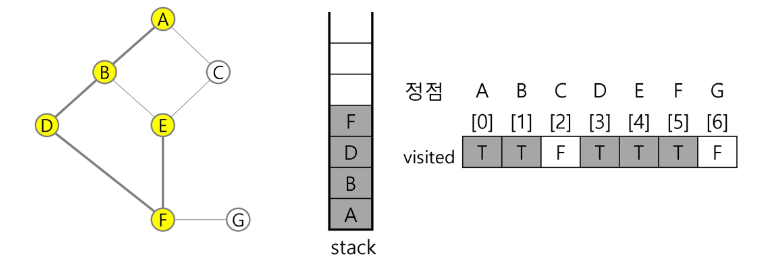 A
B
C
D
E
F
G
F
D
B
A
stack
정점 A B C D E F G
[0] [1] [2] [3] [4] [5] [6]
visited T T F T T T F